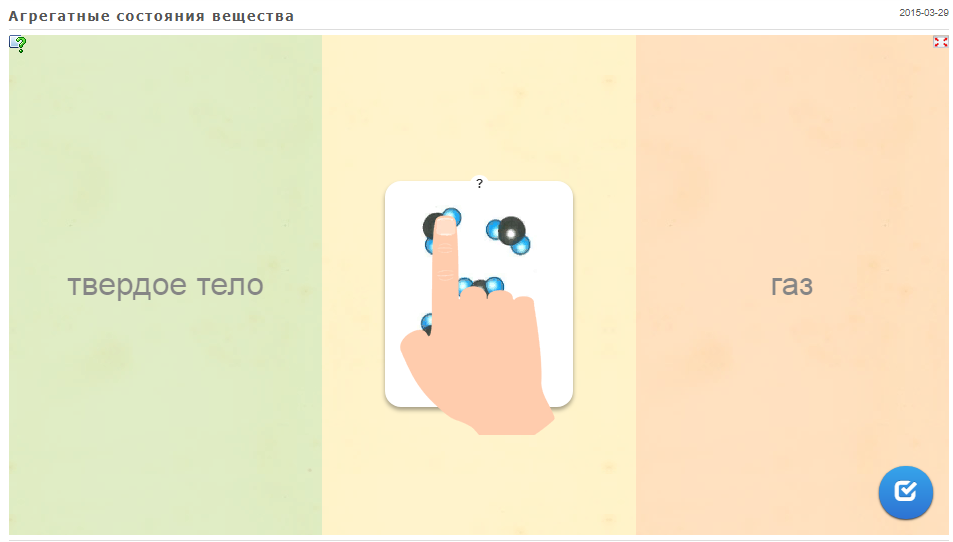 Агрегатные состояния вещества
2015-03-29
?
твердое тело
газ